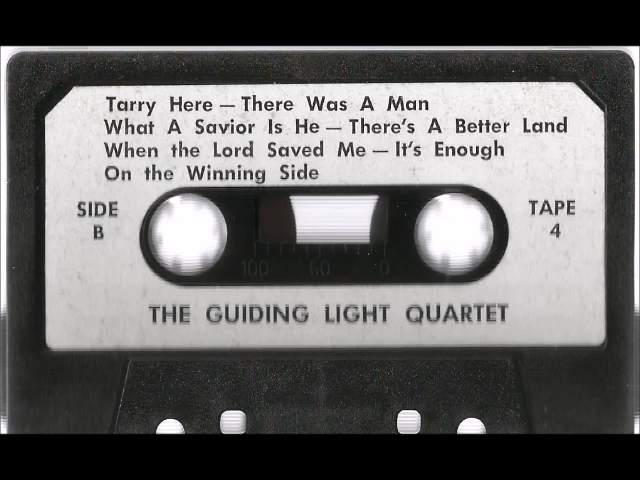 Tarry Here — There Was A Man
What A Savior Is He — There's A Better Land
When the Lord Saved Me — It's Enough
On the Winning Side
SIDE
B
TAPE
4
100 60 0
THE GUIDING LIGHT QUARTET